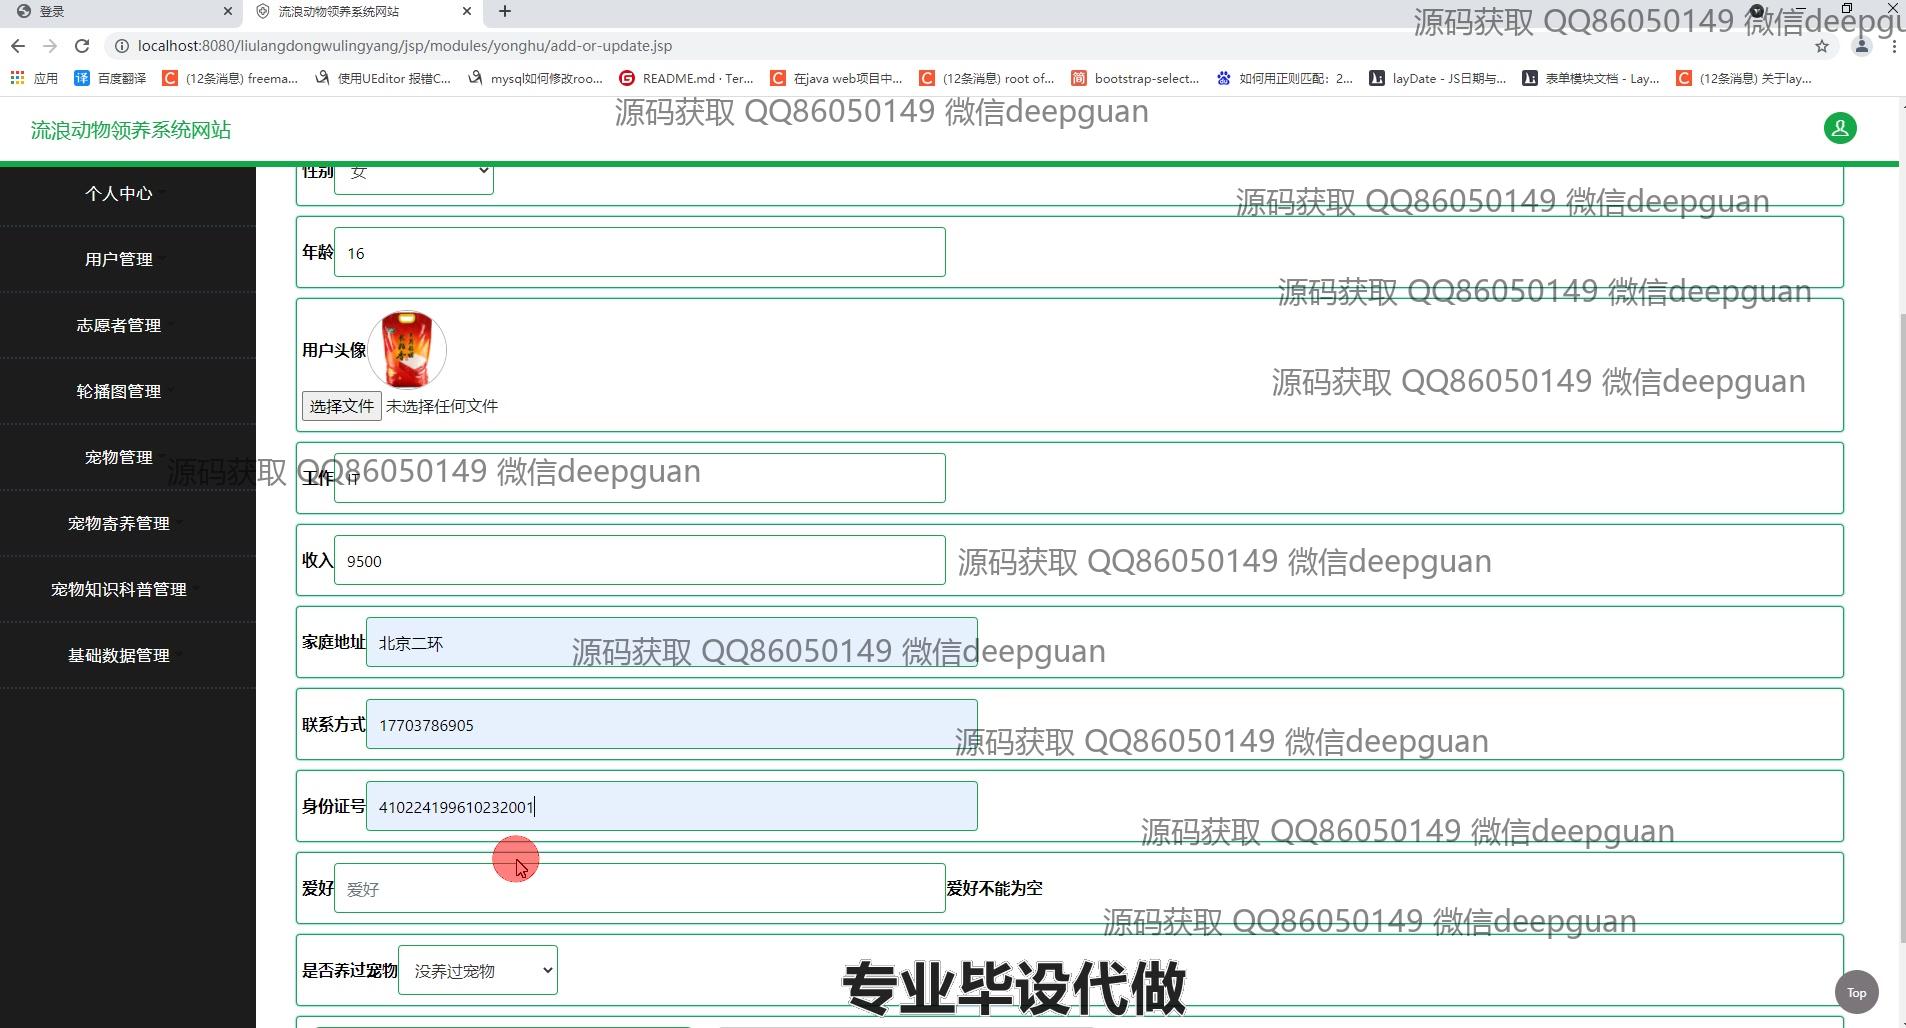 登录
流浪动物领养系统网站
源码获取 QQ86050149 微信deepgu
localhost:8080/liulangdongwulingyang/jsp/modules/yonghu/add-or-update.jsp
应用
百度翻译
(12条消息) freema...
使用UEditor 报错C...
mysql如何修改roo...
README.md · Ter...
在java web项目中...
(12条消息) root of...
bootstrap-select...
如何用正则匹配：2...
layDate - JS日期与...
表单模块文档 - Lay...
(12条消息) 关于lay...
源码获取 QQ86050149 微信deepguan
流浪动物领养系统网站
个人中心
用户管理
志愿者管理
轮播图管理
宠物管理
宠物寄养管理
宠物知识科普管理
基础数据管理
性别 女
源码获取 QQ86050149 微信deepguan
年龄 16
源码获取 QQ86050149 微信deepguan
用户头像
源码获取 QQ86050149 微信deepguan
选择文件 未选择任何文件
源码获取 QQ86050149 微信deepguan
工作 IT
收入 9500
源码获取 QQ86050149 微信deepguan
家庭地址 北京二环
源码获取 QQ86050149 微信deepguan
联系方式 17703786905
源码获取 QQ86050149 微信deepguan
身份证号 410224199610232001
源码获取 QQ86050149 微信deepguan
爱好 爱好 爱好不能为空
源码获取 QQ86050149 微信deepguan
是否养过宠物 没养过宠物
专业毕设代做
Top